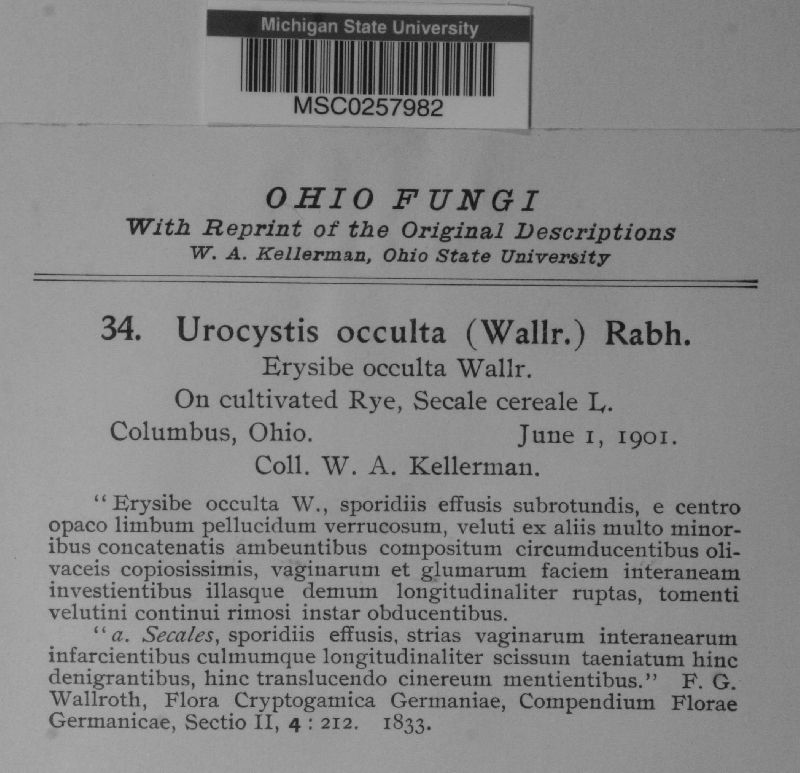 Michigan State University
MSC0257982
OHIO FUNGI
With Reprint of the Original Descriptions
W. A. Kellerman, Ohio State University
34. Urocystis occulta (Wallr.) Rabh.
Erysibe occulta Wallr.
On cultivated Rye, Secale cereale L.
Columbus, Ohio. June 1, 1901.
Coll. W. A. Kellerman.
"Erysibe occulta W., sporidiis effusis subrotundis, e centro
opaco limbum pellucidum verrucosum, veluti ex aliis multo minor-
ibus concatenatis ambeuntibus compositum circumducentibus oli-
vaceis copiosissimis, vaginarum et glumarum faciem interaneam
investientibus illasque demum longitudinaliter ruptas, tomenti
velutini continui rimosi instar obducentibus.
"a. Secales, sporidiis effusis, strias vaginarum interanearum
infarcientibus culmumque longitudinaliter scissum taeniatum hinc
denigrantibus, hinc translucendo cinereum mentientibus." F. G.
Wallroth, Flora Cryptogamica Germaniae, Compendium Florae
Germanicae, Sectio II, 4 : 212. 1833.